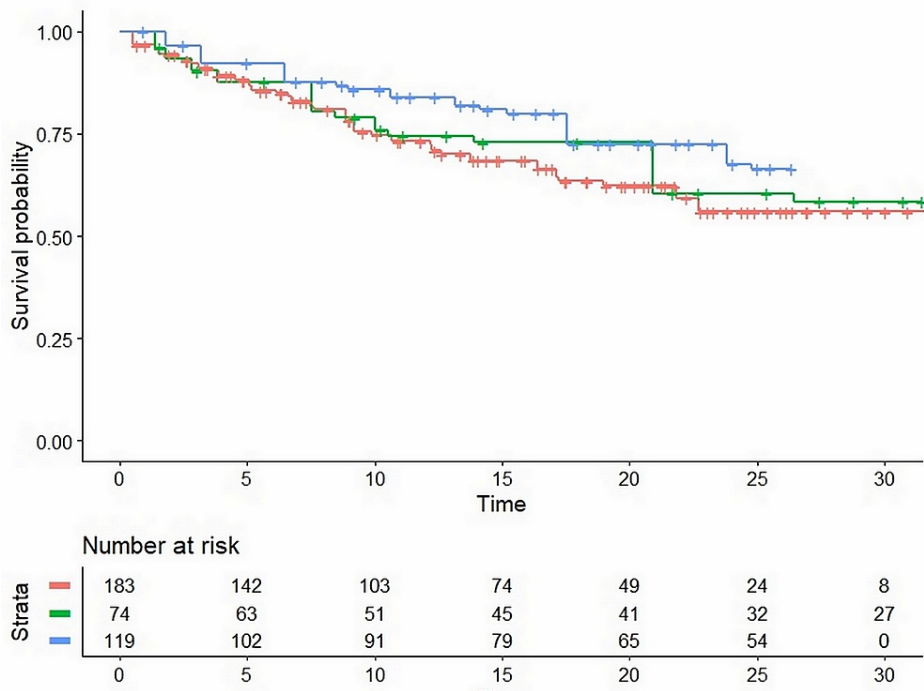 1.00
0.75
0.50
0.25
0.00
Survival probability
0 5 10 15 20 25 30
Time
Number at risk
Strata
183 142 103 74 49 24 8
74 63 51 45 41 32 27
119 102 91 79 65 54 0
0 5 10 15 20 25 30